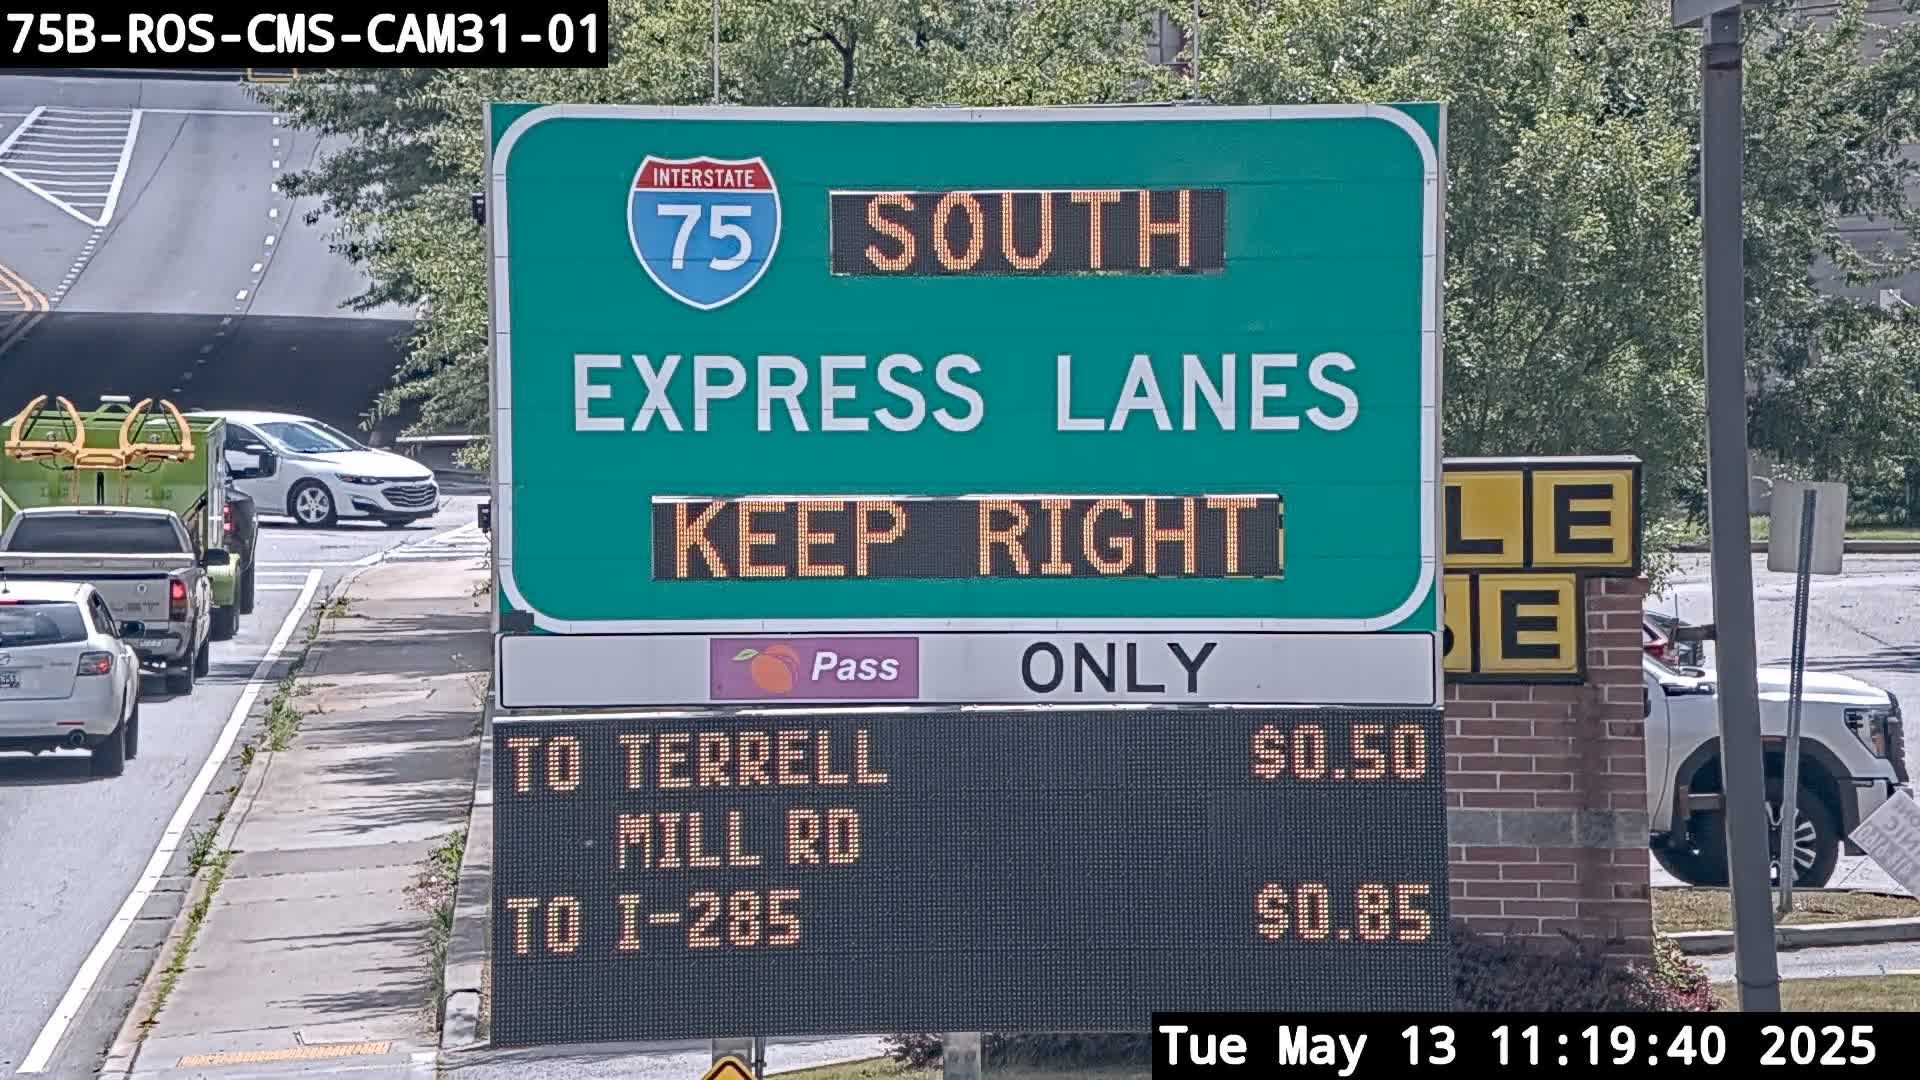 75B-ROS-CMS-CAM31-01
INTERSTATE
75
SOUTH
EXPRESS LANES
KEEP RIGHT
Pass ONLY
TO TERRELL $0.50
MILL RD
TO I-285 $0.85
LE
E
Tue May 13 11:19:40 2025